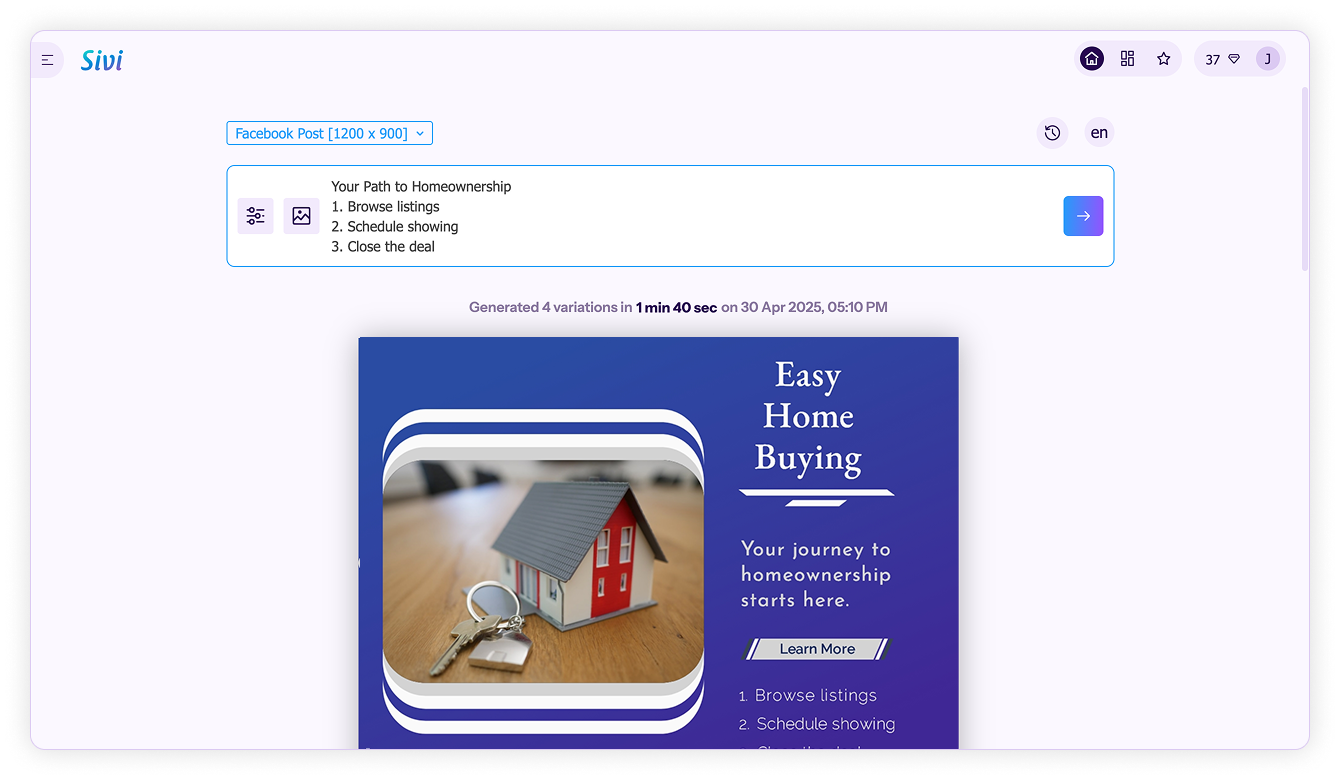 Sivi
37
J
Facebook Post [1200 x 900]
en
Your Path to Homeownership
1. Browse listings
2. Schedule showing
3. Close the deal
Generated 4 variations in 1 min 40 sec on 30 Apr 2025, 05:10 PM
Easy
Home
Buying
Your journey to
homeownership
starts here.
Learn More
1. Browse listings
2. Schedule showing